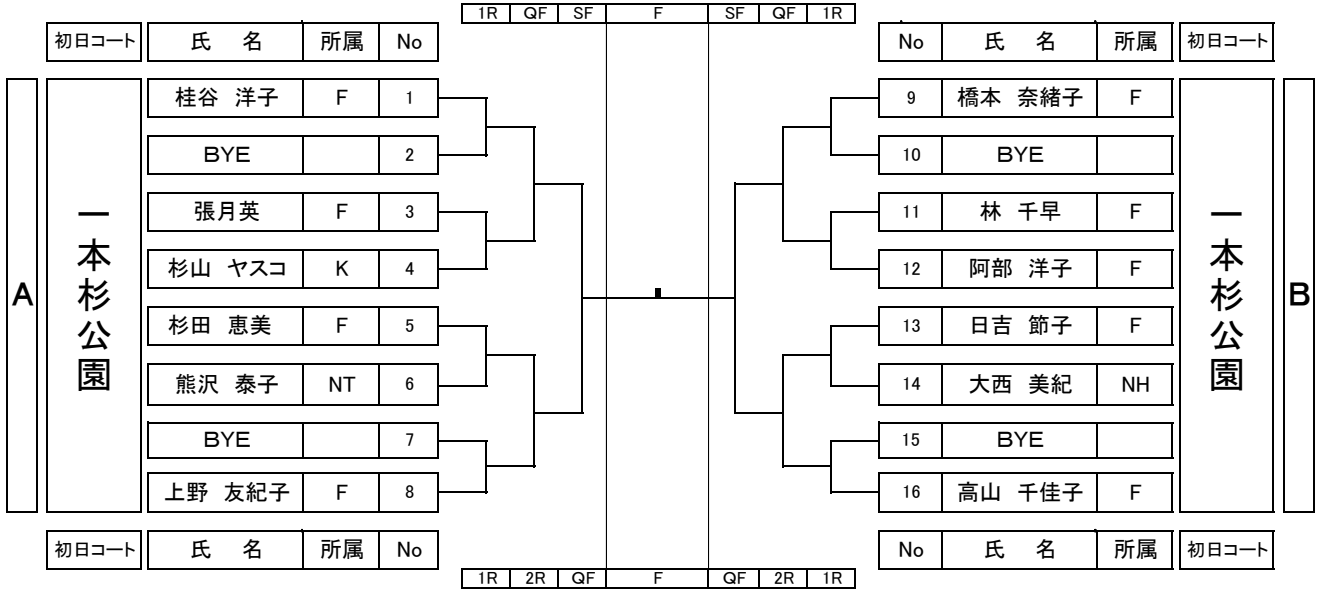 1R QF SF F SF QF 1R
初日コート 氏 名 所属 No No 氏 名 所属 初日コート
桂谷 洋子 F 1 9 橋本 奈緒子 F
BYE 2 10 BYE
張月英 F 3 11 林 千早 F
杉山 ヤスコ K 4 12 阿部 洋子 F
A 一本杉公園 一本杉公園 B
杉田 恵美 F 5 13 日吉 節子 F
熊沢 泰子 NT 6 14 大西 美紀 NH
BYE 7 15 BYE
上野 友紀子 F 8 16 高山 千佳子 F
初日コート 氏 名 所属 No No 氏 名 所属 初日コート
1R 2R QF F QF 2R 1R